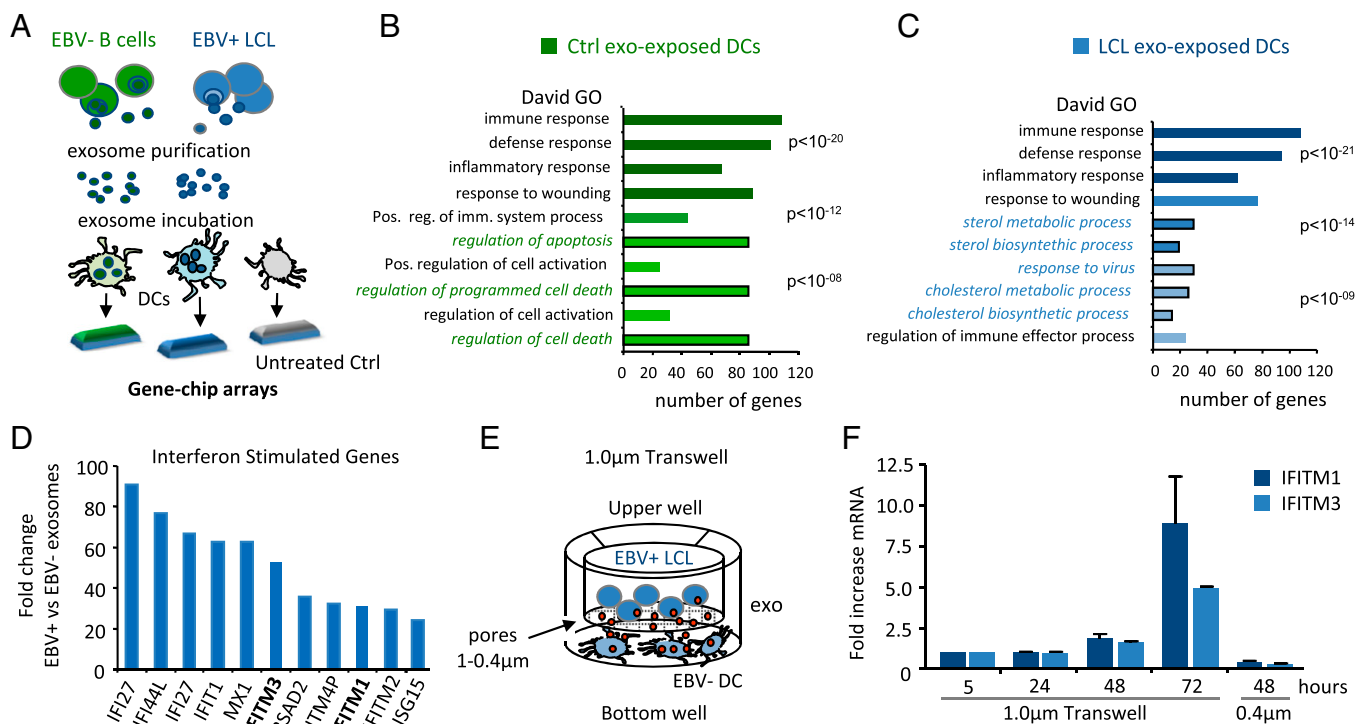 A
EBV- B cells
EBV+ LCL
exosome purification
exosome incubation
DCs
Untreated Ctrl
Gene-chip arrays
B
Ctrl exo-exposed DCs
David GO
immune response
defense response
inflammatory response
response to wounding
Pos. reg. of imm. system process
regulation of apoptosis
Pos. regulation of cell activation
regulation of programmed cell death
regulation of cell activation
regulation of cell death
p<10-20
p<10-12
p<10-08
0 20 40 60 80 100 120
number of genes
C
LCL exo-exposed DCs
David GO
immune response
defense response
inflammatory response
response to wounding
sterol metabolic process
sterol biosyntethic process
response to virus
cholesterol metabolic process
cholesterol biosynthetic process
regulation of immune effector process
p<10-21
p<10-14
p<10-09
0 20 40 60 80 100 120
number of genes
D
Interferon Stimulated Genes
Fold change
EBV+ vs EBV- exosomes
100
80
60
40
20
0
IFI27
FI44L
IFI27
IFIT1
MX1
FITM3
SAD2
TM4P
FITM1
FITM2
ISG15
E
1.0µm Transwell
Upper well
EBV+ LCL
exo
pores
1-0.4µm
EBV- DC
Bottom well
F
Fold increase mRNA
12.5
10.0
7.5
5.0
2.5
0
IFITM1
IFITM3
5 24 48 72 48 hours
1.0µm Transwell 0.4µm